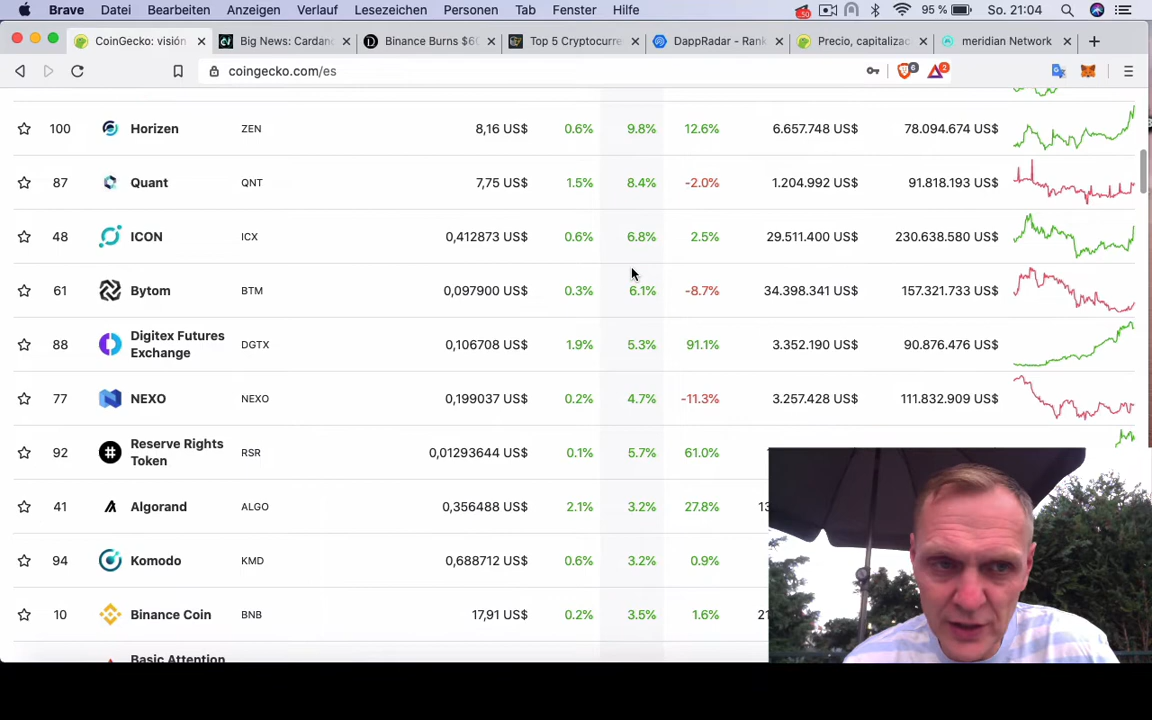 Brave Datei Bearbeiten Anzeigen Verlauf Lesezeichen Personen Tab Fenster Hilfe 95 % So. 21:04
CoinGecko: visión Big News: Cardano Binance Burns $60 Top 5 Cryptocurre DappRadar - Rank Precio, capitalizac meridian Network
coingecko.com/es 6 2
100 Horizen ZEN 8,16 US$ 0.6% 9.8% 12.6% 6.657.748 US$ 78.094.674 US$
87 Quant QNT 7,75 US$ 1.5% 8.4% -2.0% 1.204.992 US$ 91.818.193 US$
48 ICON ICX 0,412873 US$ 0.6% 6.8% 2.5% 29.511.400 US$ 230.638.580 US$
61 Bytom BTM 0,097900 US$ 0.3% 6.1% -8.7% 34.398.341 US$ 157.321.733 US$
88 Digitex Futures Exchange DGTX 0,106708 US$ 1.9% 5.3% 91.1% 3.352.190 US$ 90.876.476 US$
77 NEXO NEXO 0,199037 US$ 0.2% 4.7% -11.3% 3.257.428 US$ 111.832.909 US$
92 Reserve Rights Token RSR 0,01293644 US$ 0.1% 5.7% 61.0%
41 Algorand ALGO 0,356488 US$ 2.1% 3.2% 27.8% 13
94 Komodo KMD 0,688712 US$ 0.6% 3.2% 0.9%
10 Binance Coin BNB 17,91 US$ 0.2% 3.5% 1.6% 21
Basic Attention